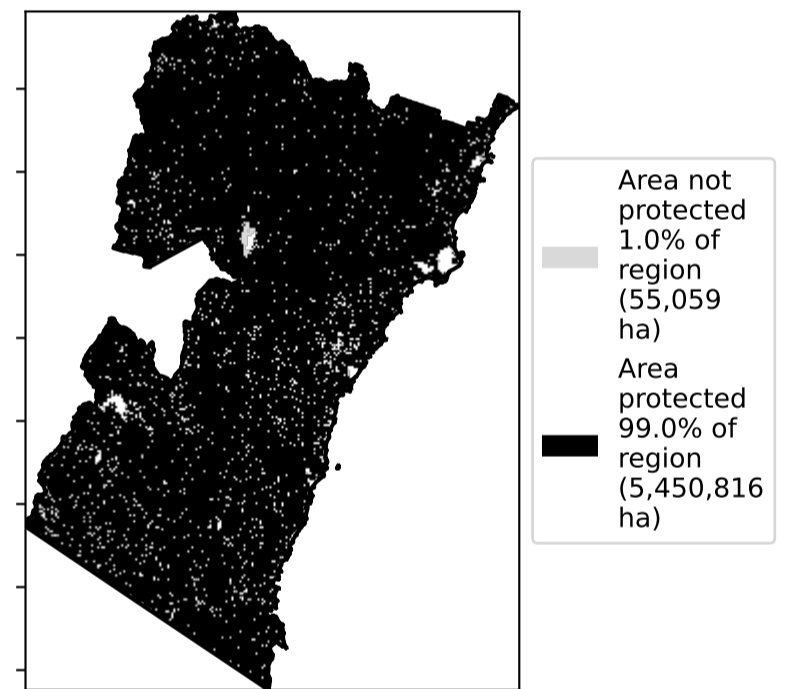 Area not
protected
1.0% of
region
(55,059
ha)
Area
protected
99.0% of
region
(5,450,816
ha)